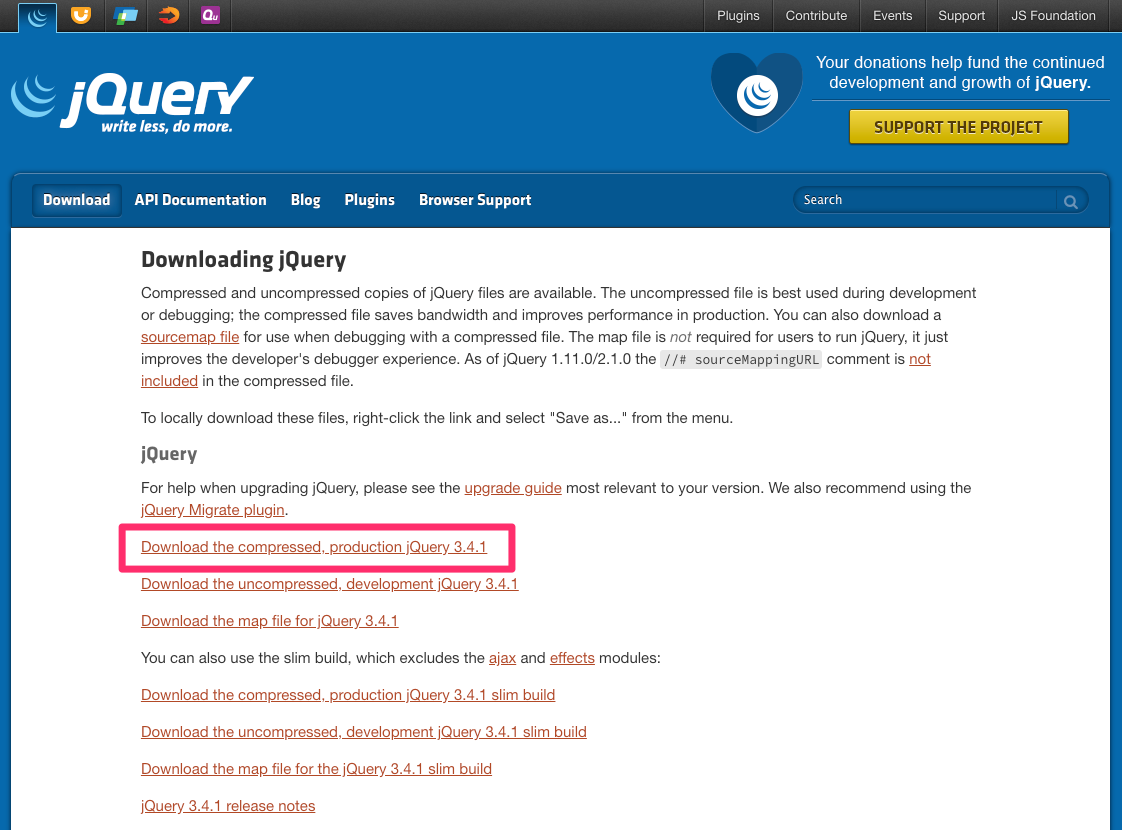 Qu
Plugins Contribute Events Support JS Foundation
Your donations help fund the continued
development and growth of jQuery.
jQuery
write less, do more.
SUPPORT THE PROJECT
Download API Documentation Blog Plugins Browser Support Search
Downloading jQuery
Compressed and uncompressed copies of jQuery files are available. The uncompressed file is best used during development
or debugging; the compressed file saves bandwidth and improves performance in production. You can also download a
sourcemap file for use when debugging with a compressed file. The map file is not required for users to run jQuery, it just
improves the developer's debugger experience. As of jQuery 1.11.0/2.1.0 the //# sourceMappingURL comment is not
included in the compressed file.
To locally download these files, right-click the link and select "Save as..." from the menu.
jQuery
For help when upgrading jQuery, please see the upgrade guide most relevant to your version. We also recommend using the
jQuery Migrate plugin.
Download the compressed, production jQuery 3.4.1
Download the uncompressed, development jQuery 3.4.1
Download the map file for jQuery 3.4.1
You can also use the slim build, which excludes the ajax and effects modules:
Download the compressed, production jQuery 3.4.1 slim build
Download the uncompressed, development jQuery 3.4.1 slim build
Download the map file for the jQuery 3.4.1 slim build
jQuery 3.4.1 release notes